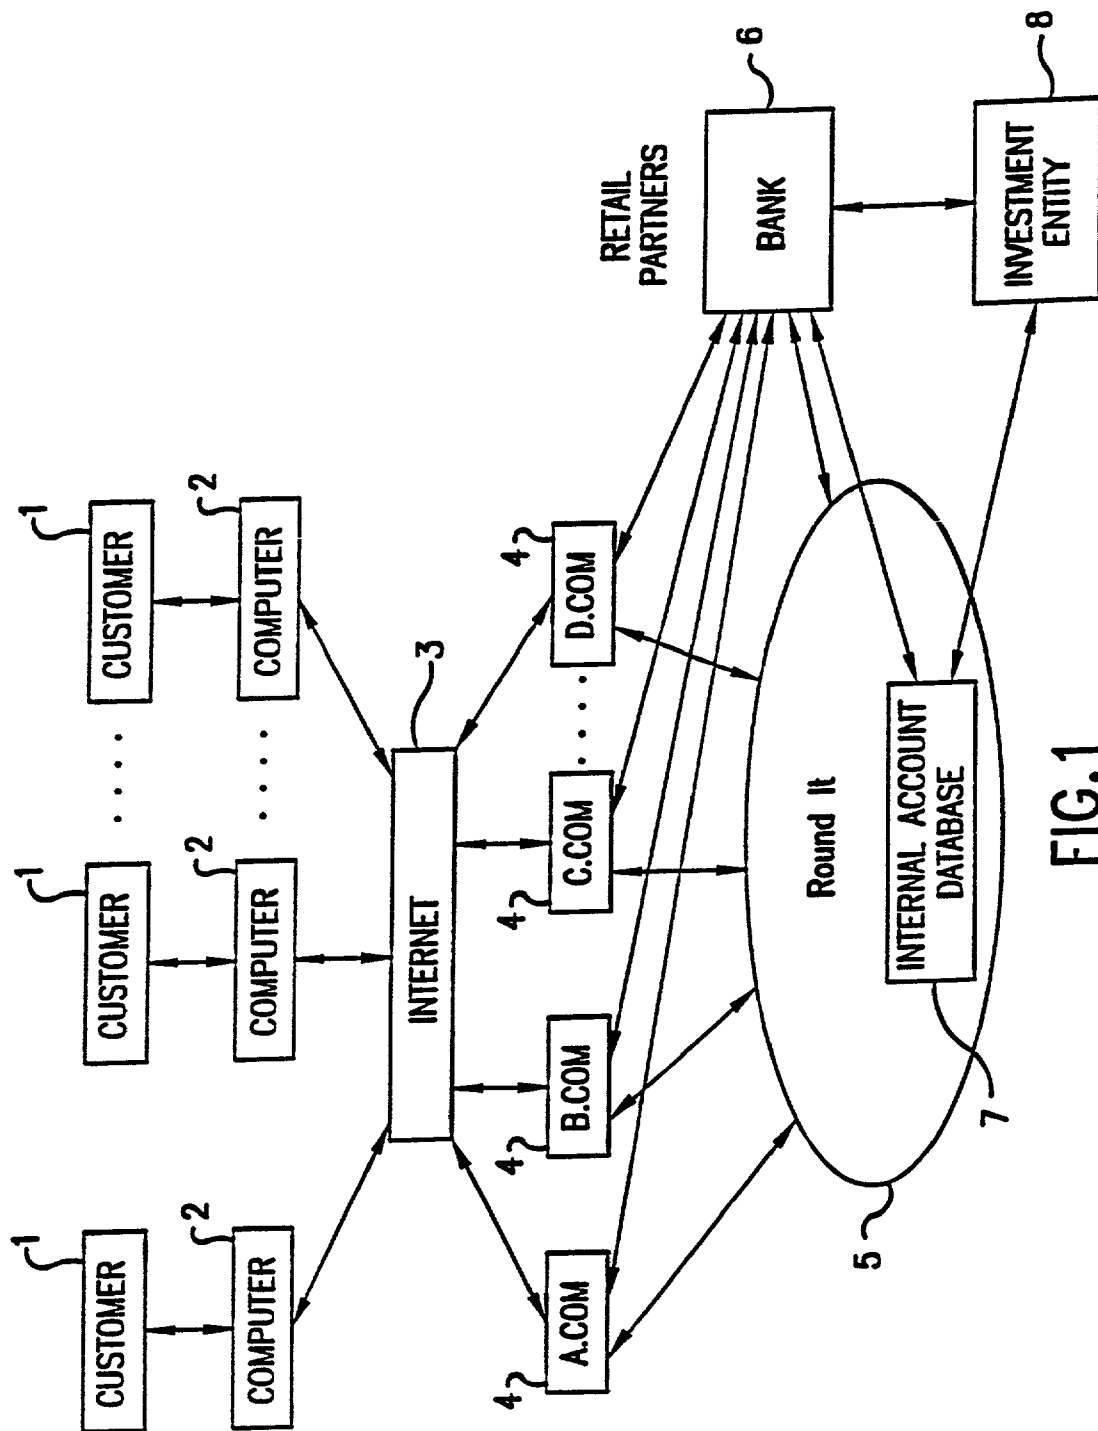 1
1
1
CUSTOMER
CUSTOMER
. . . .
CUSTOMER
2
2
2
COMPUTER
COMPUTER
. . . .
COMPUTER
3
INTERNET
4
4
4
4
A.COM
B.COM
C.COM
. . . .
D.COM
RETAIL
PARTNERS
6
BANK
Round It
INTERNAL ACCOUNT
DATABASE
5
7
8
INVESTMENT
ENTITY
FIG.1